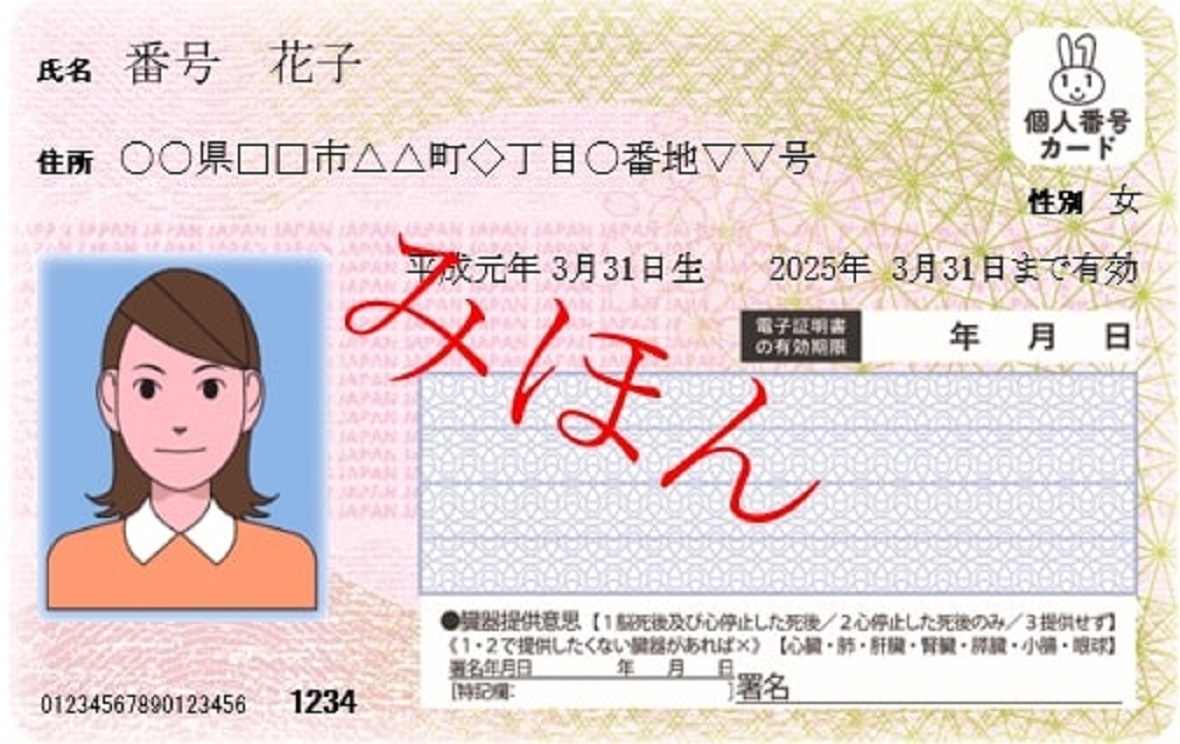 氏名 番号 花子
個人番号
カード
住所 ○○県□□市△△町◇丁目○番地▽▽号
性別 女
JAPAN JAPAN JAPAN JAPAN JAPAN JAPAN JAPAN
平成元年 3月31日生 2025年 3月31日まで有効
みほん
電子証明書
の有効期限
年 月 日
●臓器提供意思【1脳死後及び心停止した死後／2心停止した死後のみ／3提供せず】
《1・2で提供したくない臓器があれば×》【心臓・肺・肝臓・腎臓・膵臓・小腸・眼球】
署名年月日 年 月 日
[特記欄: ]署名
01234567890123456 1234